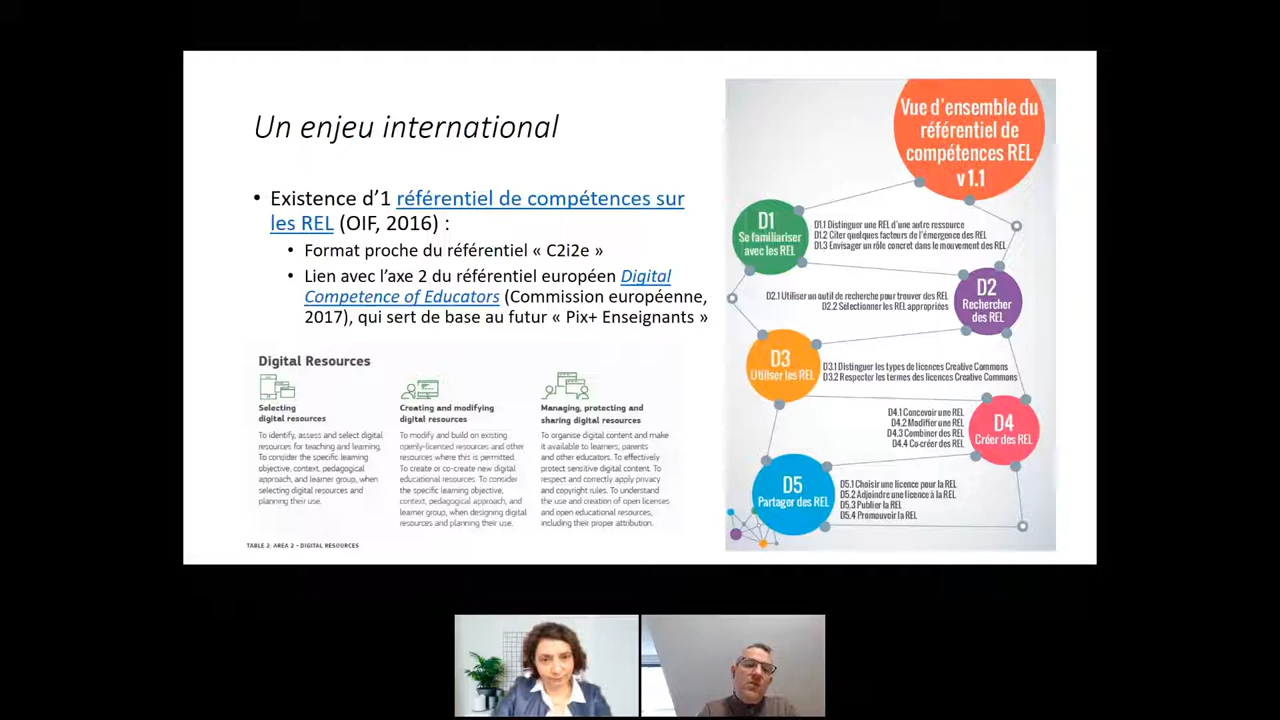 Un enjeu international
• Existence d’1 référentiel de compétences sur
les REL (OIF, 2016) :
• Format proche du référentiel « C2i2e »
• Lien avec l’axe 2 du référentiel européen Digital
Competence of Educators (Commission européenne,
2017), qui sert de base au futur « Pix+ Enseignants »
Digital Resources
Selecting
digital resources
To identify, assess and select digital
resources for teaching and learning.
To consider the specific learning
objective, context, pedagogical
approach, and learner group, when
selecting digital resources and
planning their use.
Creating and modifying
digital resources
To modify and build on existing
openly-licensed resources and other
resources where this is permitted.
To create or co-create new digital
educational resources. To consider
the specific learning objective,
context, pedagogical approach, and
learner group, when designing digital
resources and planning their use.
Managing, protecting and
sharing digital resources
To organise digital content and make
it available to learners, parents
and other educators. To effectively
protect sensitive digital content. To
respect and correctly apply privacy
and copyright rules. To understand
the use and creation of open licenses
and open educational resources,
including their proper attribution.
TABLE 2: AREA 2 - DIGITAL RESOURCES
Vue d'ensemble du
référentiel de
compétences REL
v 1.1
D1
Se familiariser
avec les REL
D1.1 Distinguer une REL d'une autre ressource
D1.2 Citer quelques facteurs de l'émergence des REL
D1.3 Envisager un rôle concret dans le mouvement des REL
D2
Rechercher
des REL
D2.1 Utiliser un outil de recherche pour trouver des REL
D2.2 Sélectionner les REL appropriées
D3
Utiliser les REL
D3.1 Distinguer les types de licences Creative Commons
D3.2 Respecter les termes des licences Creative Commons
D4
Créer des REL
D4.1 Concevoir une REL
D4.2 Modifier une REL
D4.3 Combiner des REL
D4.4 Co-créer des REL
D5
Partager des REL
D5.1 Choisir une licence pour la REL
D5.2 Adjoindre une licence à la REL
D5.3 Publier la REL
D5.4 Promouvoir la REL